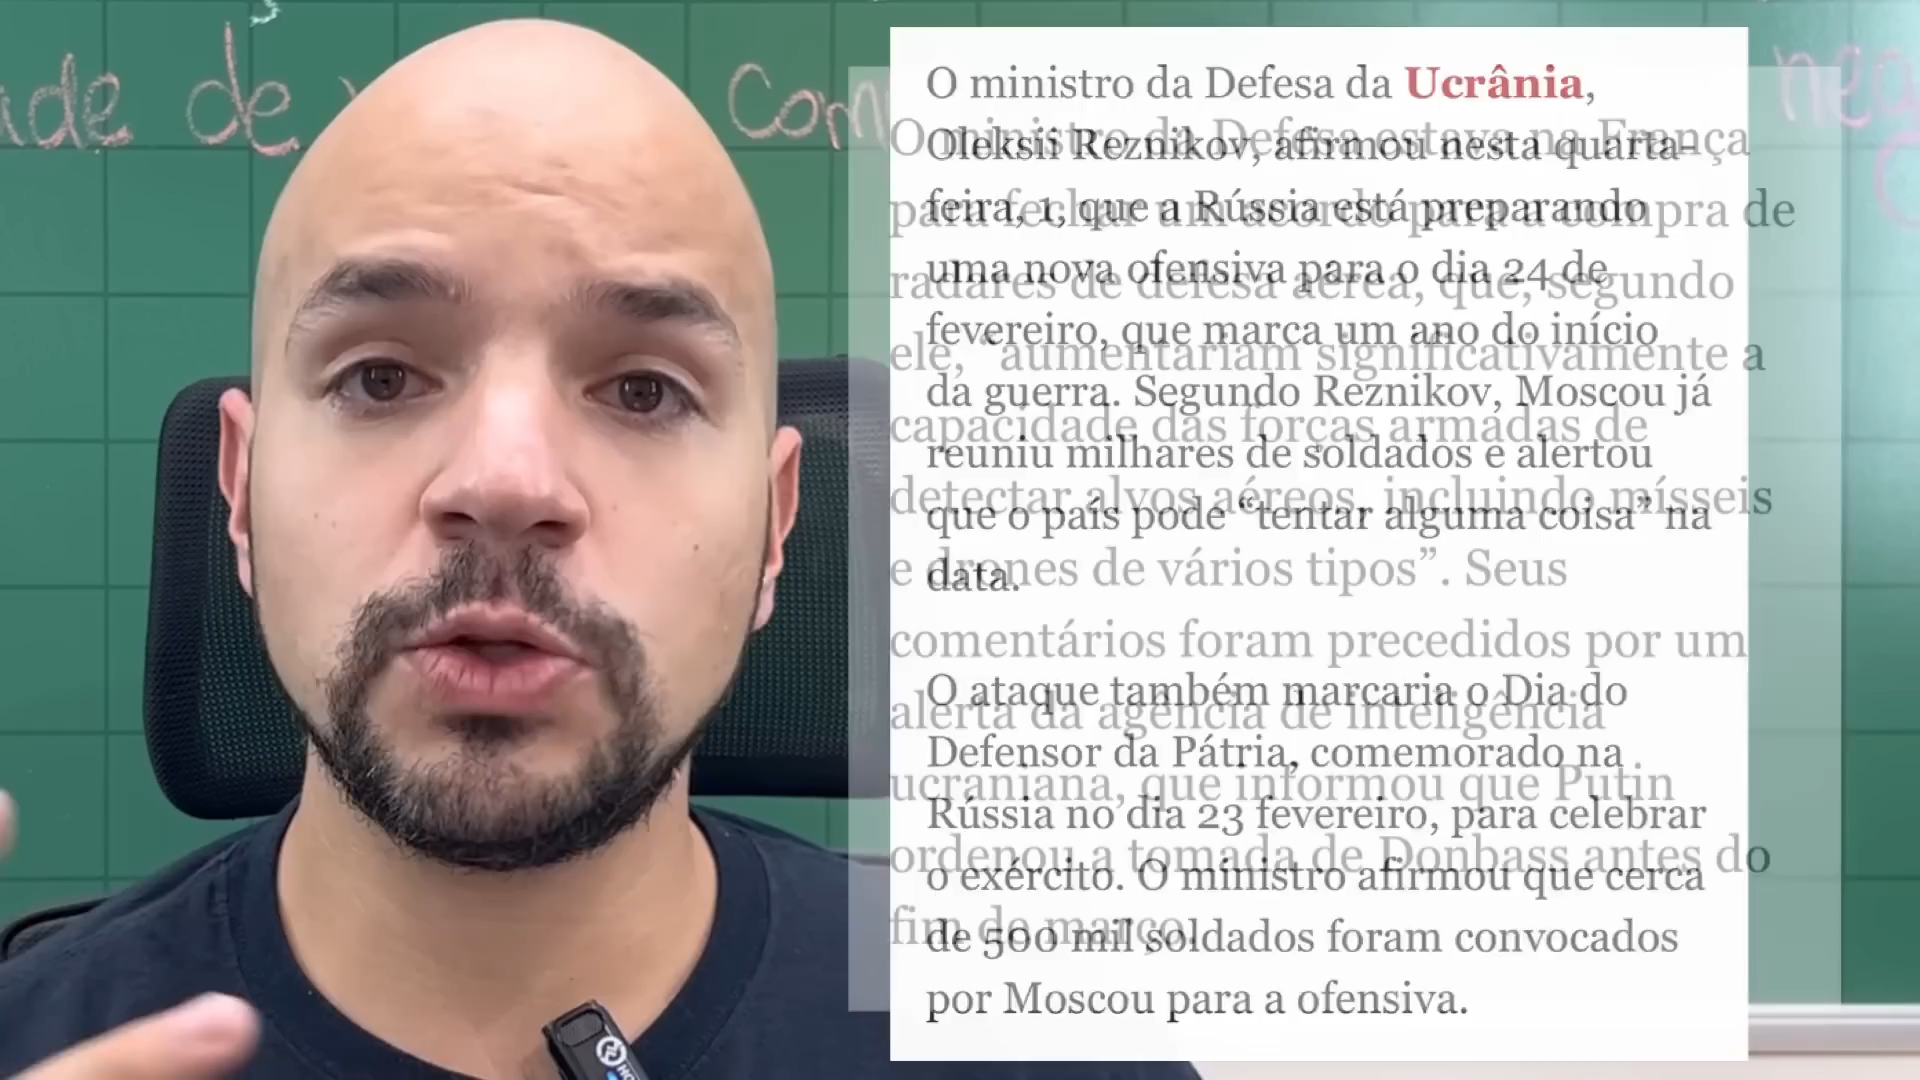 ade de
Com
O ministro da Defesa da Ucrânia,
Oleksii Reznikov, afirmou nesta quarta-
feira, 1, que a Rússia está preparando
uma nova ofensiva para o dia 24 de
fevereiro, que marca um ano do início
da guerra. Segundo Reznikov, Moscou já
reuniu milhares de soldados e alertou
que o país pode “tentar alguma coisa” na
data.
O ataque também marcaria o Dia do
Defensor da Pátria, comemorado na
Rússia no dia 23 fevereiro, para celebrar
o exército. O ministro afirmou que cerca
de 500 mil soldados foram convocados
por Moscou para a ofensiva.
O ministro da Defesa estava na França
para fechar um acordo para a compra de
radares de defesa aérea, que, segundo
ele, “aumentariam significativamente a
capacidade das forças armadas de
detectar alvos aéreos, incluindo mísseis
e drones de vários tipos”. Seus
comentários foram precedidos por um
alerta da agência de inteligência
ucraniana, que informou que Putin
ordenou a tomada de Donbass antes do
fim de março.